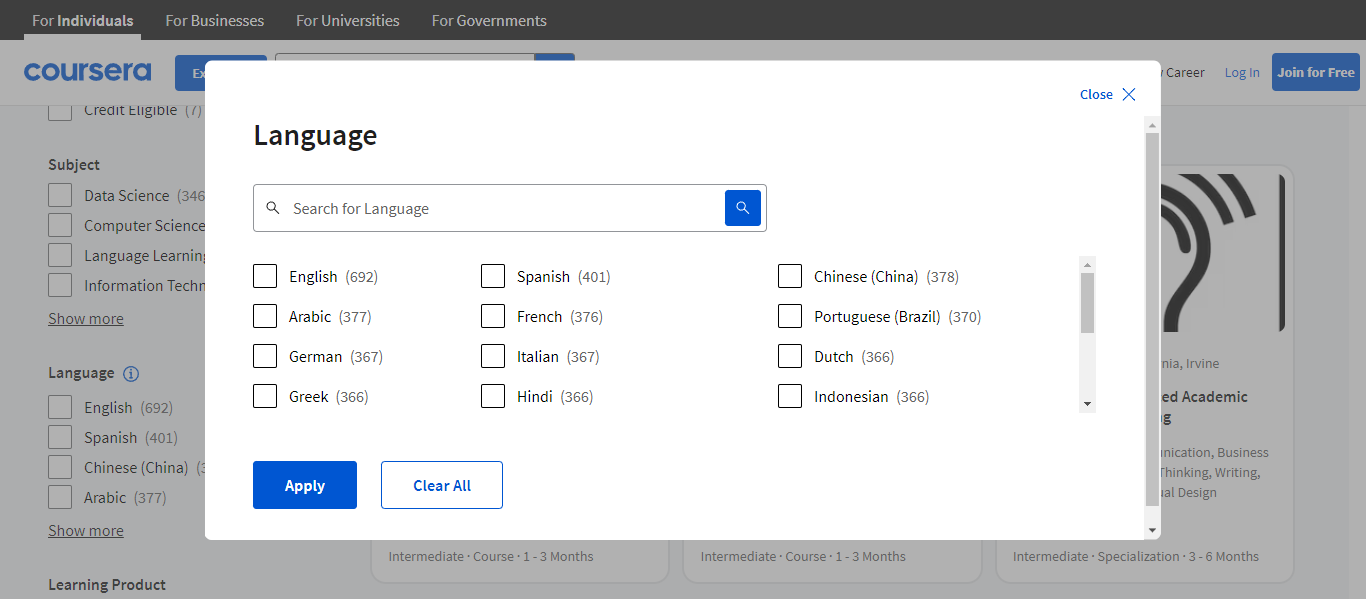 For Individuals For Businesses For Universities For Governments
coursera
Career Log In Join for Free
Credit Eligible (7)
Subject
Data Science (346
Computer Science
Language Learning
Information Techn
Show more
Language
English (692)
Spanish (401)
Chinese (China)
Arabic (377)
Show more
Learning Product
Close
Language
Search for Language
English (692) Spanish (401) Chinese (China) (378)
Arabic (377) French (376) Portuguese (Brazil) (370)
German (367) Italian (367) Dutch (366)
Greek (366) Hindi (366) Indonesian (366)
Apply Clear All
nia, Irvine
ed Academic
g
nication, Business
Thinking, Writing,
al Design
Intermediate · Course · 1 - 3 Months
Intermediate · Course · 1 - 3 Months
Intermediate · Specialization · 3 - 6 Months